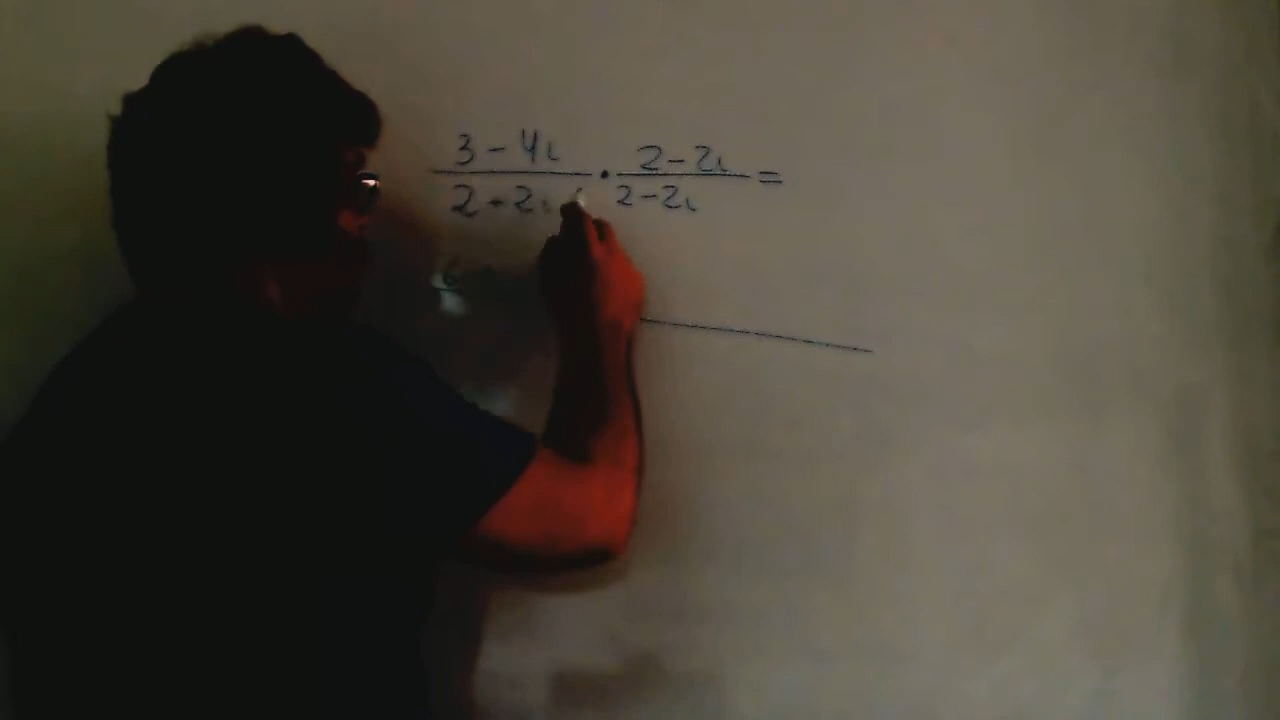 3 - 4i   2 - 2i
―――― · ―――― =
2 + 2i   2 - 2i